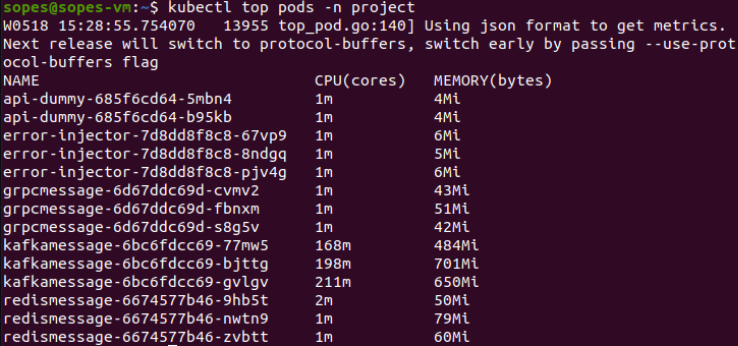 sopes@sopes-vm:~$ kubectl top pods -n project
W0518 15:28:55.754070   13955 top_pod.go:140] Using json format to get metrics.
Next release will switch to protocol-buffers, switch early by passing --use-prot
ocol-buffers flag
NAME                            CPU(cores)   MEMORY(bytes)
api-dummy-685f6cd64-5mbn4       1m           4Mi
api-dummy-685f6cd64-b95kb       1m           4Mi
error-injector-7d8dd8f8c8-67vp9   1m           6Mi
error-injector-7d8dd8f8c8-8ndgq   1m           5Mi
error-injector-7d8dd8f8c8-pjv4g   1m           6Mi
grpcmessage-6d67ddc69d-cvmv2    1m           43Mi
grpcmessage-6d67ddc69d-fbnxm    1m           51Mi
grpcmessage-6d67ddc69d-s8g5v    1m           42Mi
kafkamessage-6bc6fdcc69-77mw5   168m         484Mi
kafkamessage-6bc6fdcc69-bjttg   198m         701Mi
kafkamessage-6bc6fdcc69-gvlgv   211m         650Mi
redismessage-6674577b46-9hb5t   2m           50Mi
redismessage-6674577b46-nwtn9   1m           79Mi
redismessage-6674577b46-zvbtt   1m           60Mi